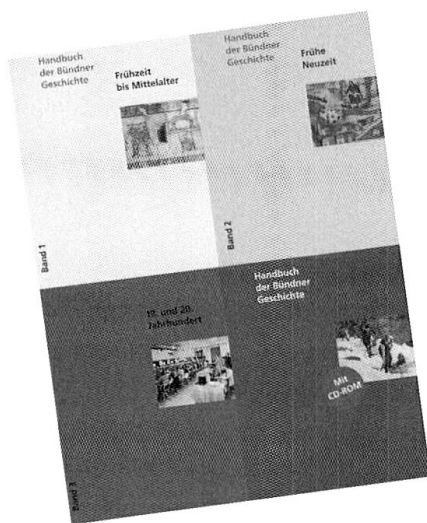 Handbuch
der Bündner
Geschichte
Frühzeit
bis Mittelalter
Band 1
Handbuch
der Bündner
Geschichte
Frühe
Neuzeit
Band 2
19. und 20.
Jahrhundert
Band 3
Handbuch
der Bündner
Geschichte
Mit
CD-ROM